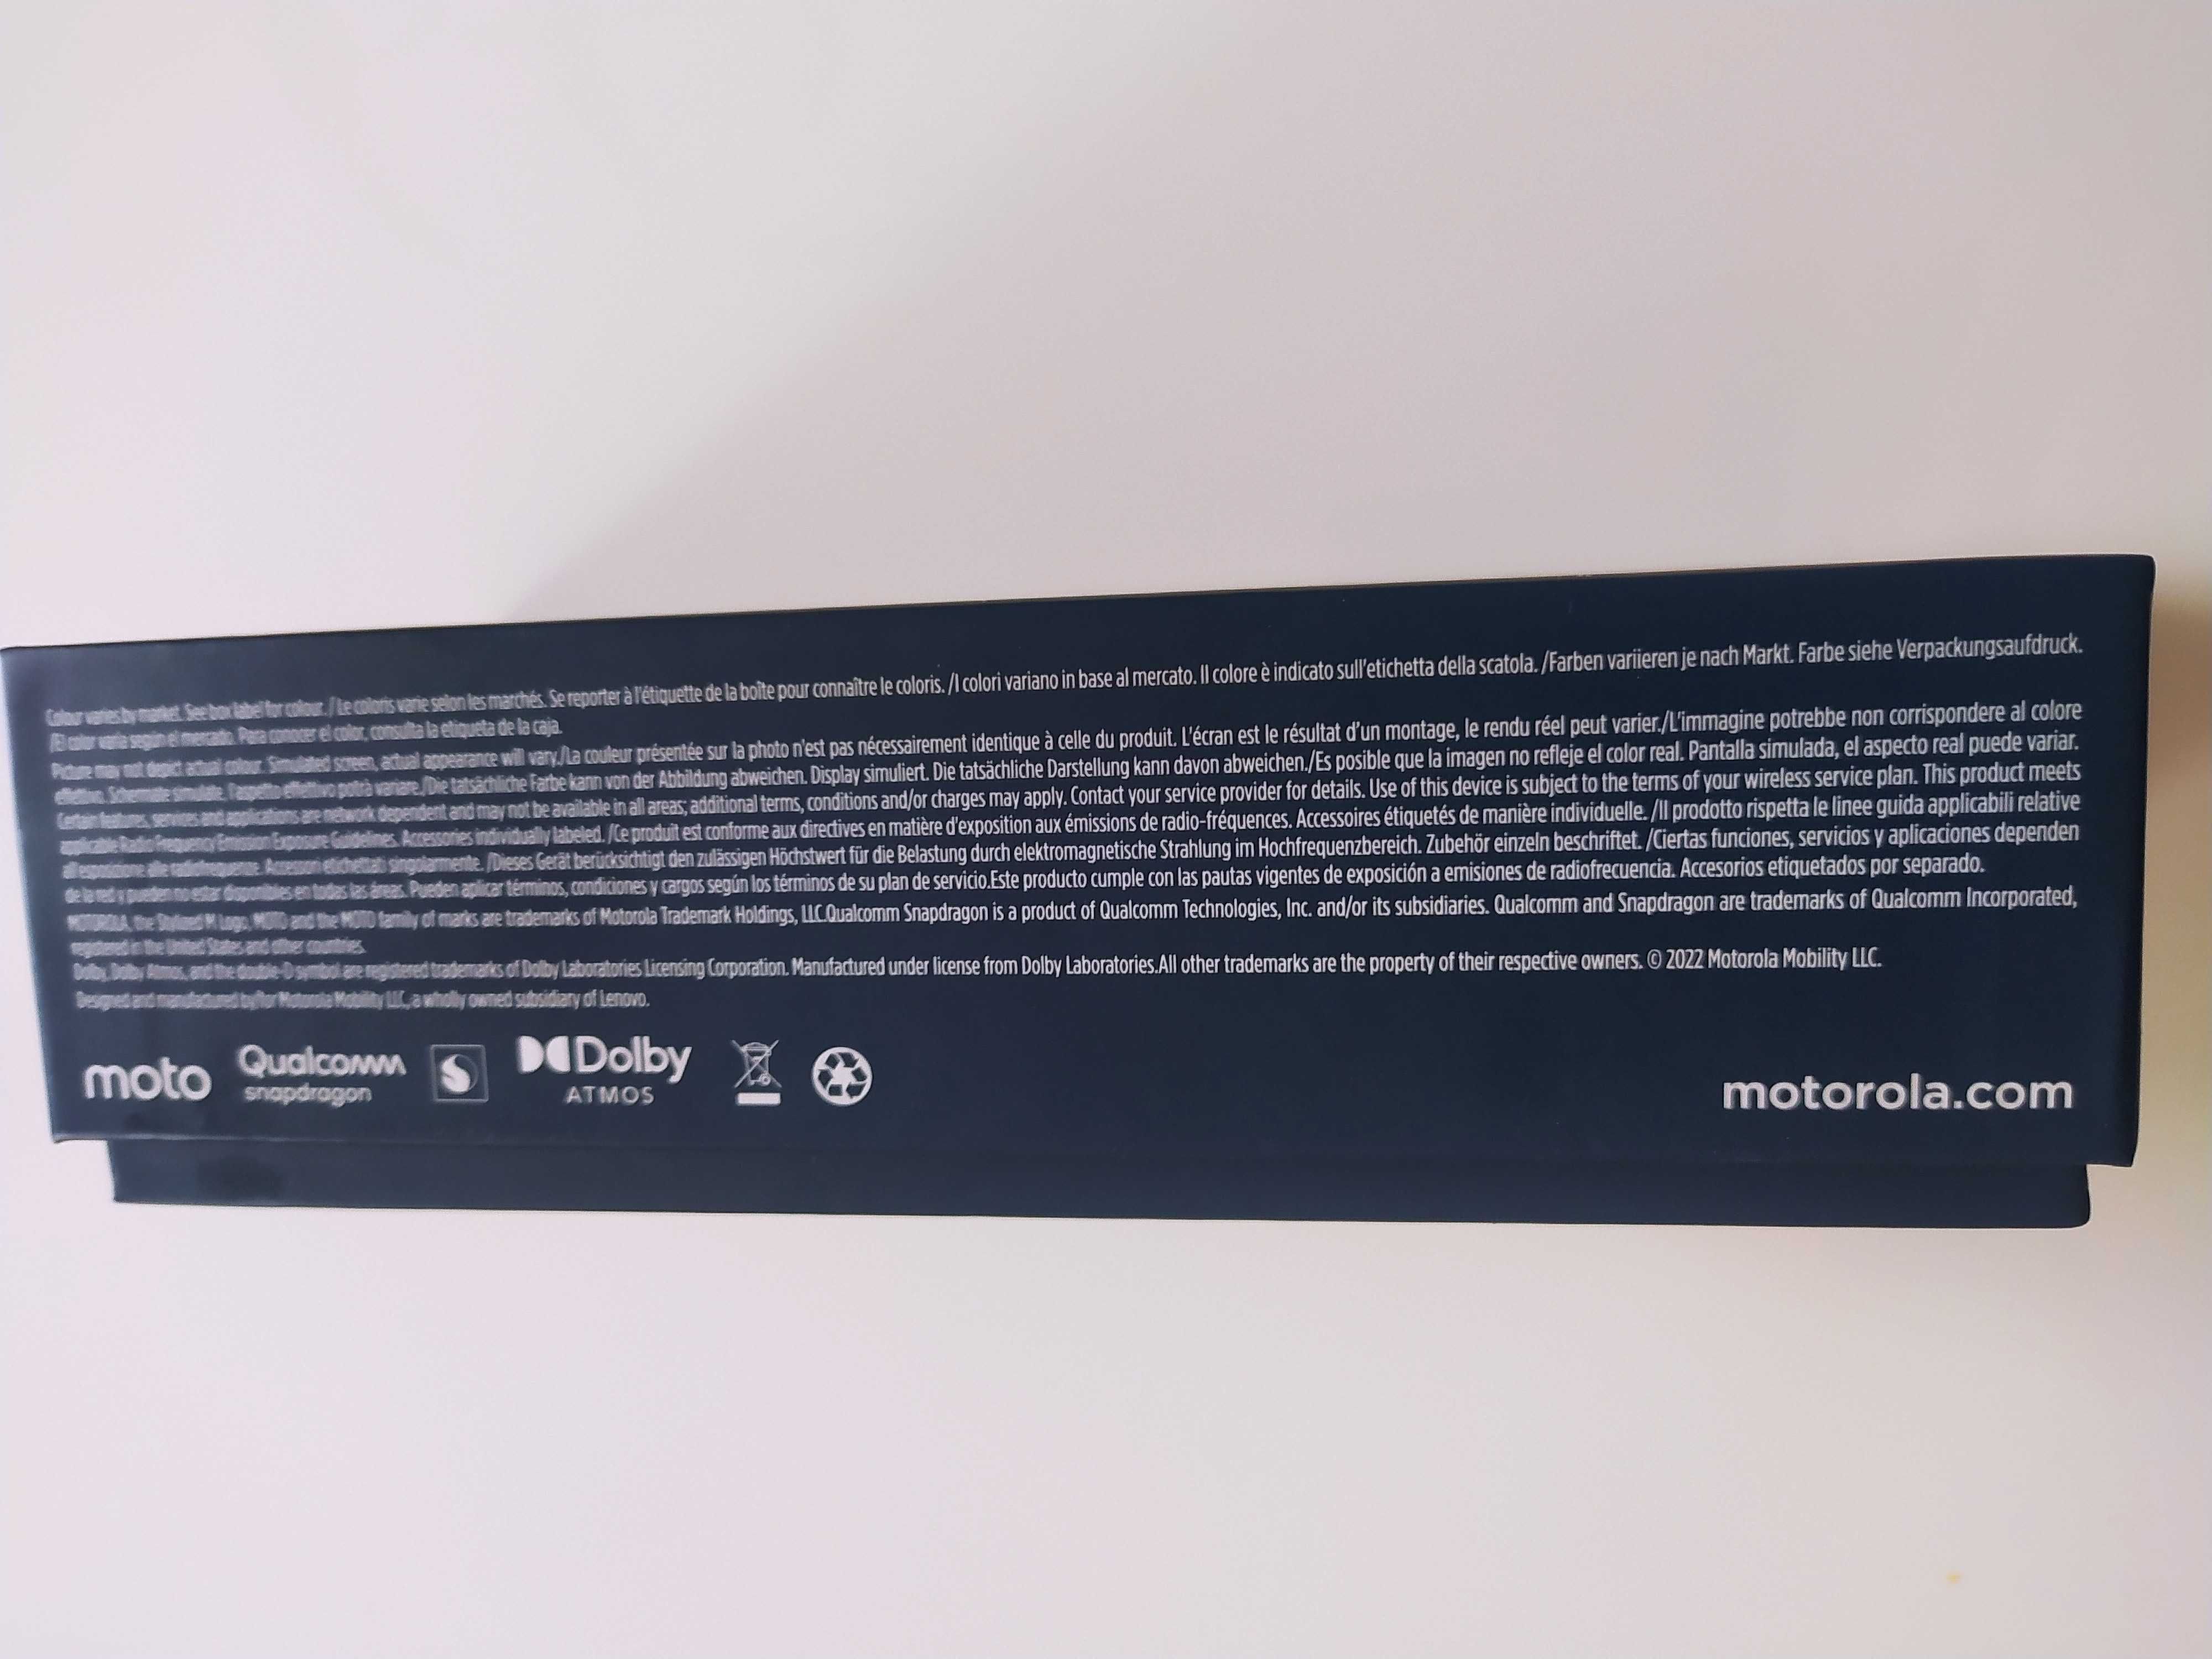 Colour varies by market. See box label for colour. / Le coloris varie selon les marchés. Se reporter à l'étiquette de la boîte pour connaître le coloris. /I colori variano in base al mercato. Il colore è indicato sull'etichetta della scatola. /Farben variieren je nach Markt. Farbe siehe Verpackungsaufdruck.
/El color varía según el mercado. Para conocer el color, consulta la etiqueta de la caja.
Picture may not depict actual colour. Simulated screen, actual appearance will vary./La couleur présentée sur la photo n'est pas nécessairement identique à celle du produit. L'écran est le résultat d'un montage, le rendu réel peut varier./L'immagine potrebbe non corrispondere al colore
effettivo. Schermate simulate, l'aspetto effettivo potrà variare./Die tatsächliche Farbe kann von der Abbildung abweichen. Display simuliert. Die tatsächliche Darstellung kann davon abweichen./Es posible que la imagen no refleje el color real. Pantalla simulada, el aspecto real puede variar.
Certain features, services and applications are network dependent and may not be available in all areas; additional terms, conditions and/or charges may apply. Contact your service provider for details. Use of this device is subject to the terms of your wireless service plan. This product meets
applicable Radio Frequency Emission Exposure Guidelines. Accessories individually labeled. /Ce produit est conforme aux directives en matière d'exposition aux émissions de radio-fréquences. Accessoires étiquetés de manière individuelle. /Il prodotto rispetta le linee guida applicabili relative
all'esposizione alle radiofrequenze. Accessori etichettati singolarmente. /Dieses Gerät berücksichtigt den zulässigen Höchstwert für die Belastung durch elektromagnetische Strahlung im Hochfrequenzbereich. Zubehör einzeln beschriftet. /Ciertas funciones, servicios y aplicaciones dependen
de la red y pueden no estar disponibles en todas las áreas. Pueden aplicar términos, condiciones y cargos según los términos de su plan de servicio.Este producto cumple con las pautas vigentes de exposición a emisiones de radiofrecuencia. Accesorios etiquetados por separado.
MOTOROLA, the Stylized M Logo, MOTO and the MOTO family of marks are trademarks of Motorola Trademark Holdings, LLC.Qualcomm Snapdragon is a product of Qualcomm Technologies, Inc. and/or its subsidiaries. Qualcomm and Snapdragon are trademarks of Qualcomm Incorporated,
registered in the United States and other countries.
Dolby, Dolby Atmos, and the double-D symbol are registered trademarks of Dolby Laboratories Licensing Corporation. Manufactured under license from Dolby Laboratories.All other trademarks are the property of their respective owners. © 2022 Motorola Mobility LLC.
Designed and manufactured by/for Motorola Mobility LLC, a wholly owned subsidiary of Lenovo.
moto
Qualcomm
snapdragon
Dolby
ATMOS
motorola.com